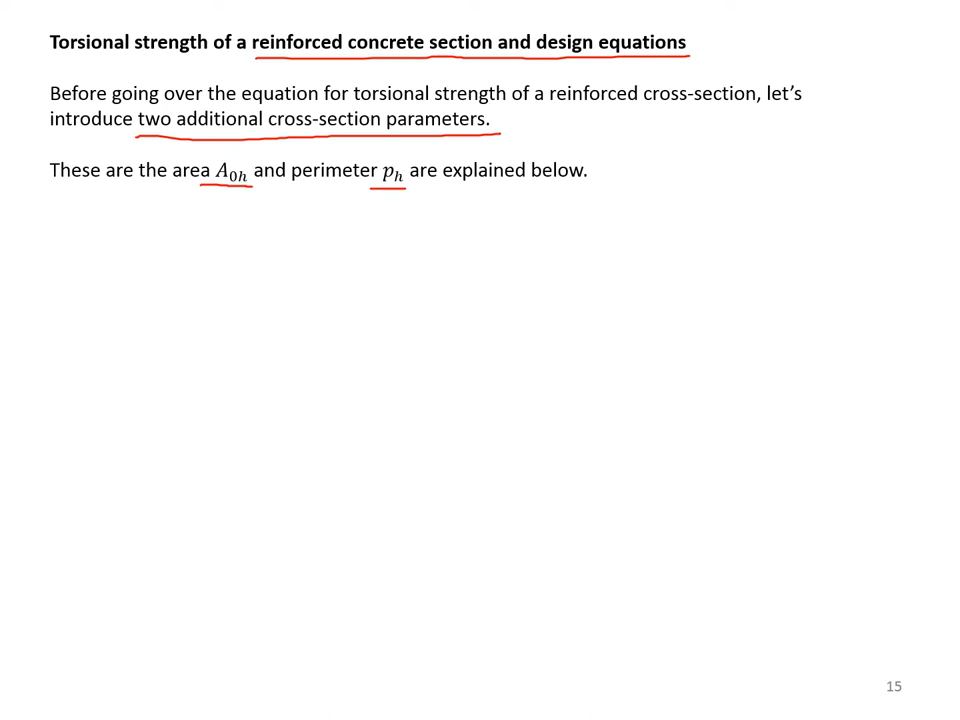 Torsional strength of a reinforced concrete section and design equations
Before going over the equation for torsional strength of a reinforced cross-section, let’s
introduce two additional cross-section parameters.
These are the area A₀ₕ and perimeter pₕ are explained below.
15